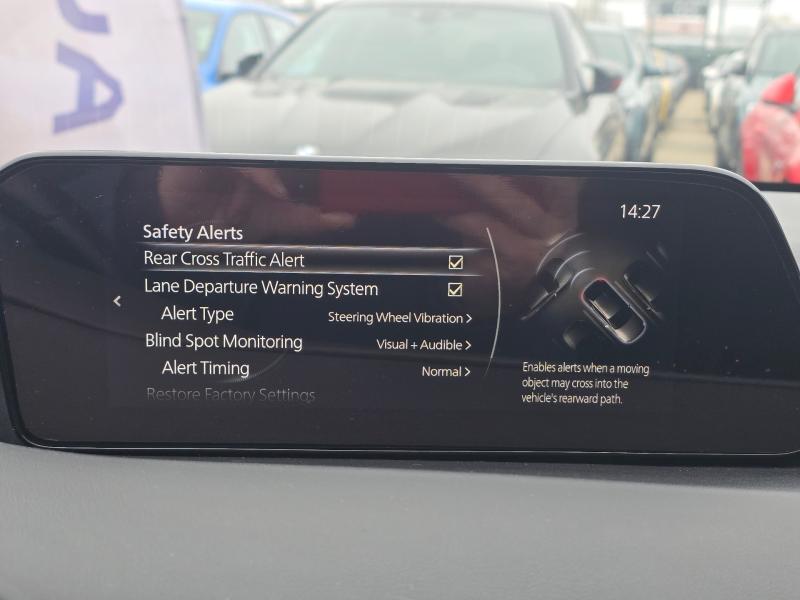 UA
14:27
Safety Alerts
Rear Cross Traffic Alert
Lane Departure Warning System
Alert Type Steering Wheel Vibration >
Blind Spot Monitoring Visual + Audible >
Alert Timing Normal >
Restore Factory Settings
Enables alerts when a moving
object may cross into the
vehicle's rearward path.